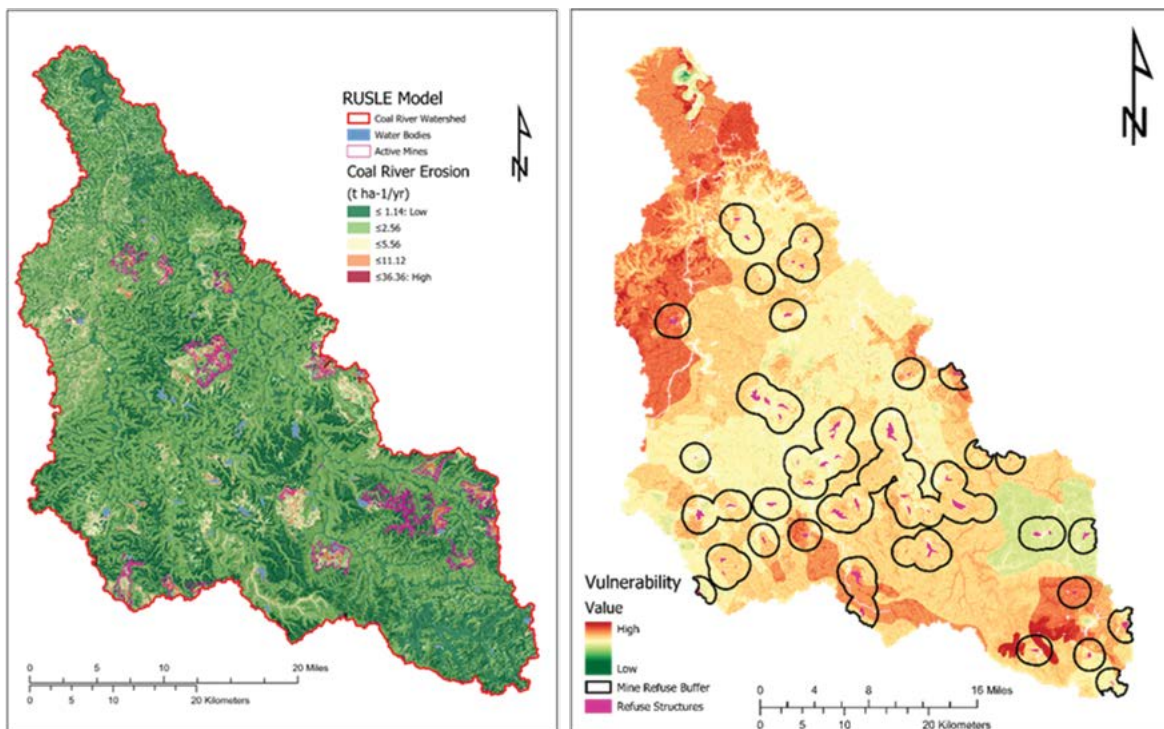 RUSLE Model
Coal River Watershed
Water Bodies
Active Mines
Coal River Erosion
(t ha-1/yr)
≤ 1.14: Low
≤2.56
≤5.56
≤11.12
≤36.36: High
N
0 5 10 20 Miles
0 5 10 20 Kilometers
N
Vulnerability
Value
High
Low
Mine Refuse Buffer
Refuse Structures
0 4 8 16 Miles
0 5 10 20 Kilometers